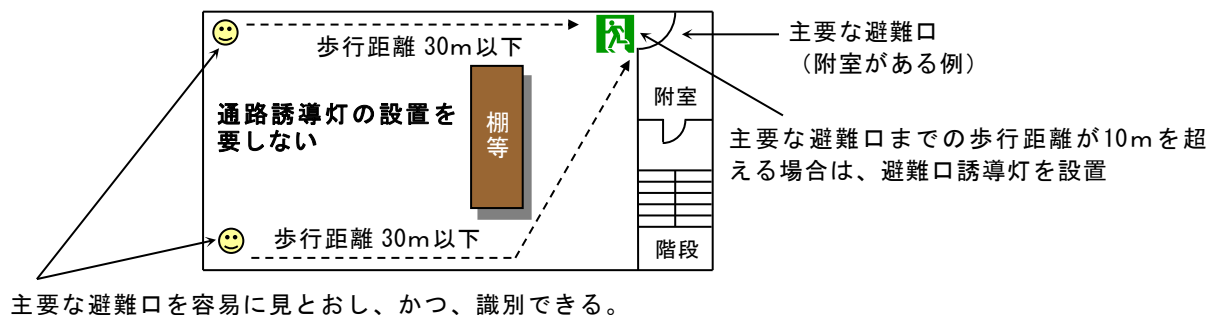 歩行距離 30ｍ以下
主要な避難口
（附室がある例）
通路誘導灯の設置を
要しない
棚等
附室
主要な避難口までの歩行距離が10ｍを超
える場合は、避難口誘導灯を設置
歩行距離 30ｍ以下
階段
主要な避難口を容易に見とおし、かつ、識別できる。